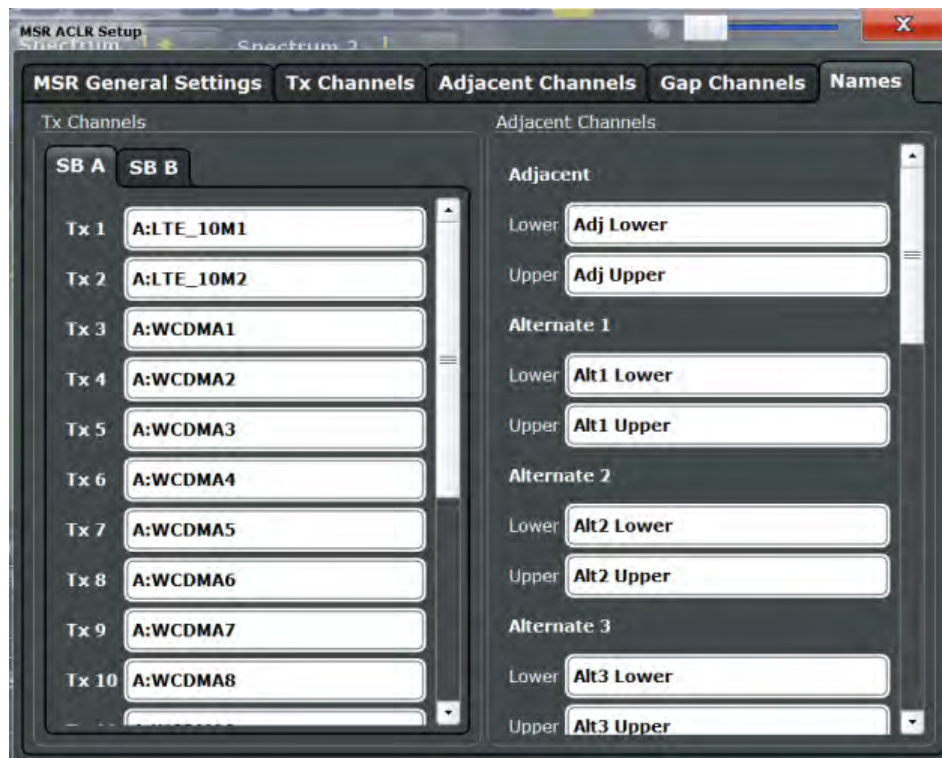 MSR ACLR Setup
Spectrum Spectrum 2
X
MSR General Settings Tx Channels Adjacent Channels Gap Channels Names
Tx Channels Adjacent Channels
SB A SB B
Adjacent
Tx 1 A:LTE_10M1 Lower Adj Lower
Tx 2 A:LTE_10M2 Upper Adj Upper
Tx 3 A:WCDMA1 Alternate 1
Tx 4 A:WCDMA2 Lower Alt1 Lower
Tx 5 A:WCDMA3 Upper Alt1 Upper
Tx 6 A:WCDMA4 Alternate 2
Tx 7 A:WCDMA5 Lower Alt2 Lower
Tx 8 A:WCDMA6 Upper Alt2 Upper
Tx 9 A:WCDMA7 Alternate 3
Tx 10 A:WCDMA8 Lower Alt3 Lower
Upper Alt3 Upper